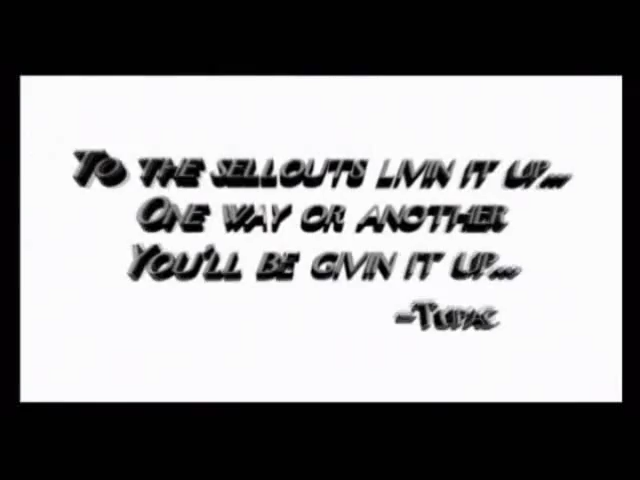 To the sellouts livin it up...
One way or another
You'll be givin it up...
-Tupac